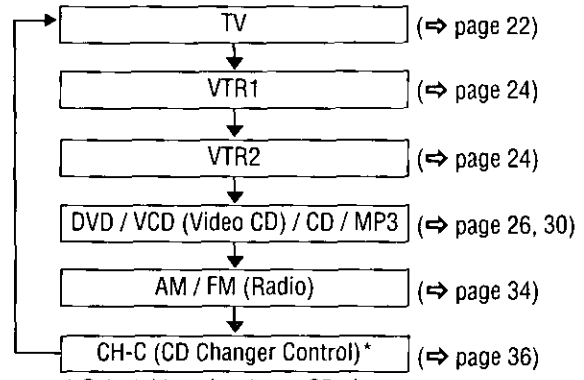 TV (⇨ page 22)
VTR1 (⇨ page 24)
VTR2 (⇨ page 24)
DVD / VCD (Video CD) / CD / MP3 (⇨ page 26, 30)
AM / FM (Radio) (⇨ page 34)
CH-C (CD Changer Control)* (⇨ page 36)